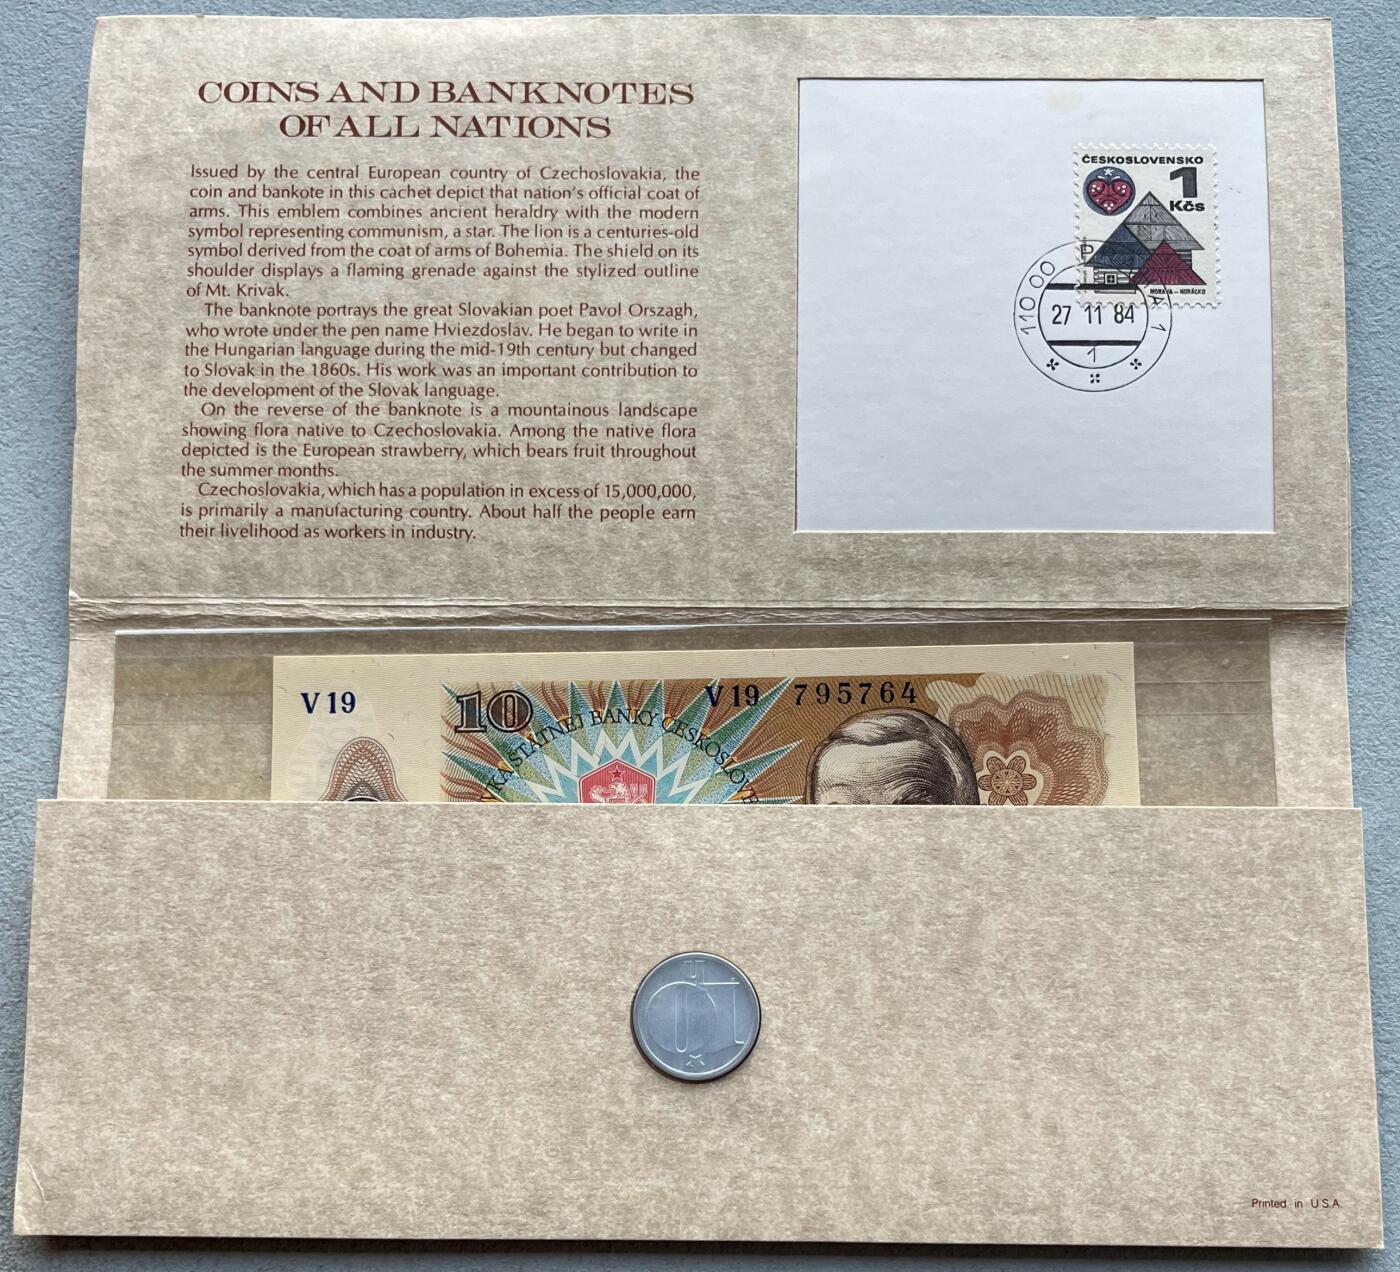 COINS AND BANKNOTES
OF ALL NATIONS
Issued by the central European country of Czechoslovakia, the
coin and bankote in this cachet depict that nation's official coat of
arms. This emblem combines ancient heraldry with the modern
symbol representing communism, a star. The lion is a centuries-old
symbol derived from the coat of arms of Bohemia. The shield on its
shoulder displays a flaming grenade against the stylized outline
of Mt. Krivak.
The banknote portrays the great Slovakian poet Pavol Orszagh,
who wrote under the pen name Hviezdoslav. He began to write in
the Hungarian language during the mid-19th century but changed
to Slovak in the 1860s. His work was an important contribution to
the development of the Slovak language.
On the reverse of the banknote is a mountainous landscape
showing flora native to Czechoslovakia. Among the native flora
depicted is the European strawberry, which bears fruit throughout
the summer months.
Czechoslovakia, which has a population in excess of 15,000,000,
is primarily a manufacturing country. About half the people earn
their livelihood as workers in industry.
ČESKOSLOVENSKO
1
Kčs
MORAVA – HORÁCKO
110 00
27 11 84
1
1
V 19
10
V 19 795764
ŠTÁTNEJ BANKY
10
Printed in U.S.A.